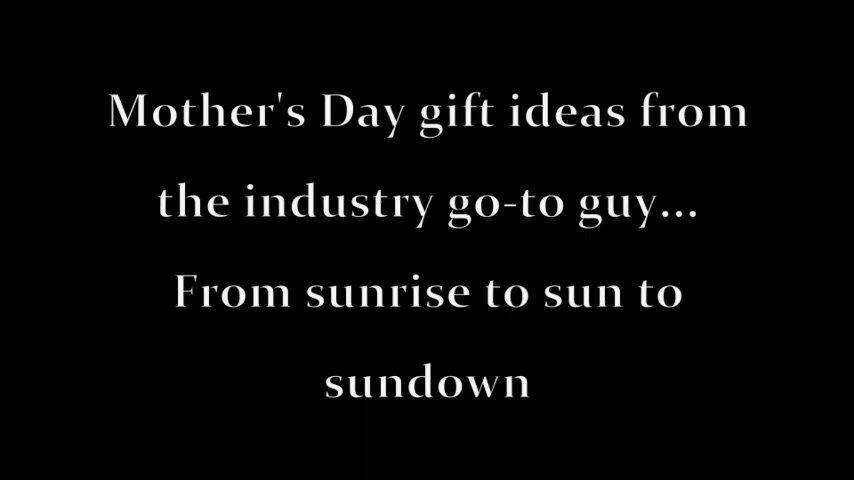 Mother's Day gift ideas from
the industry go-to guy...
From sunrise to sun to
sundown